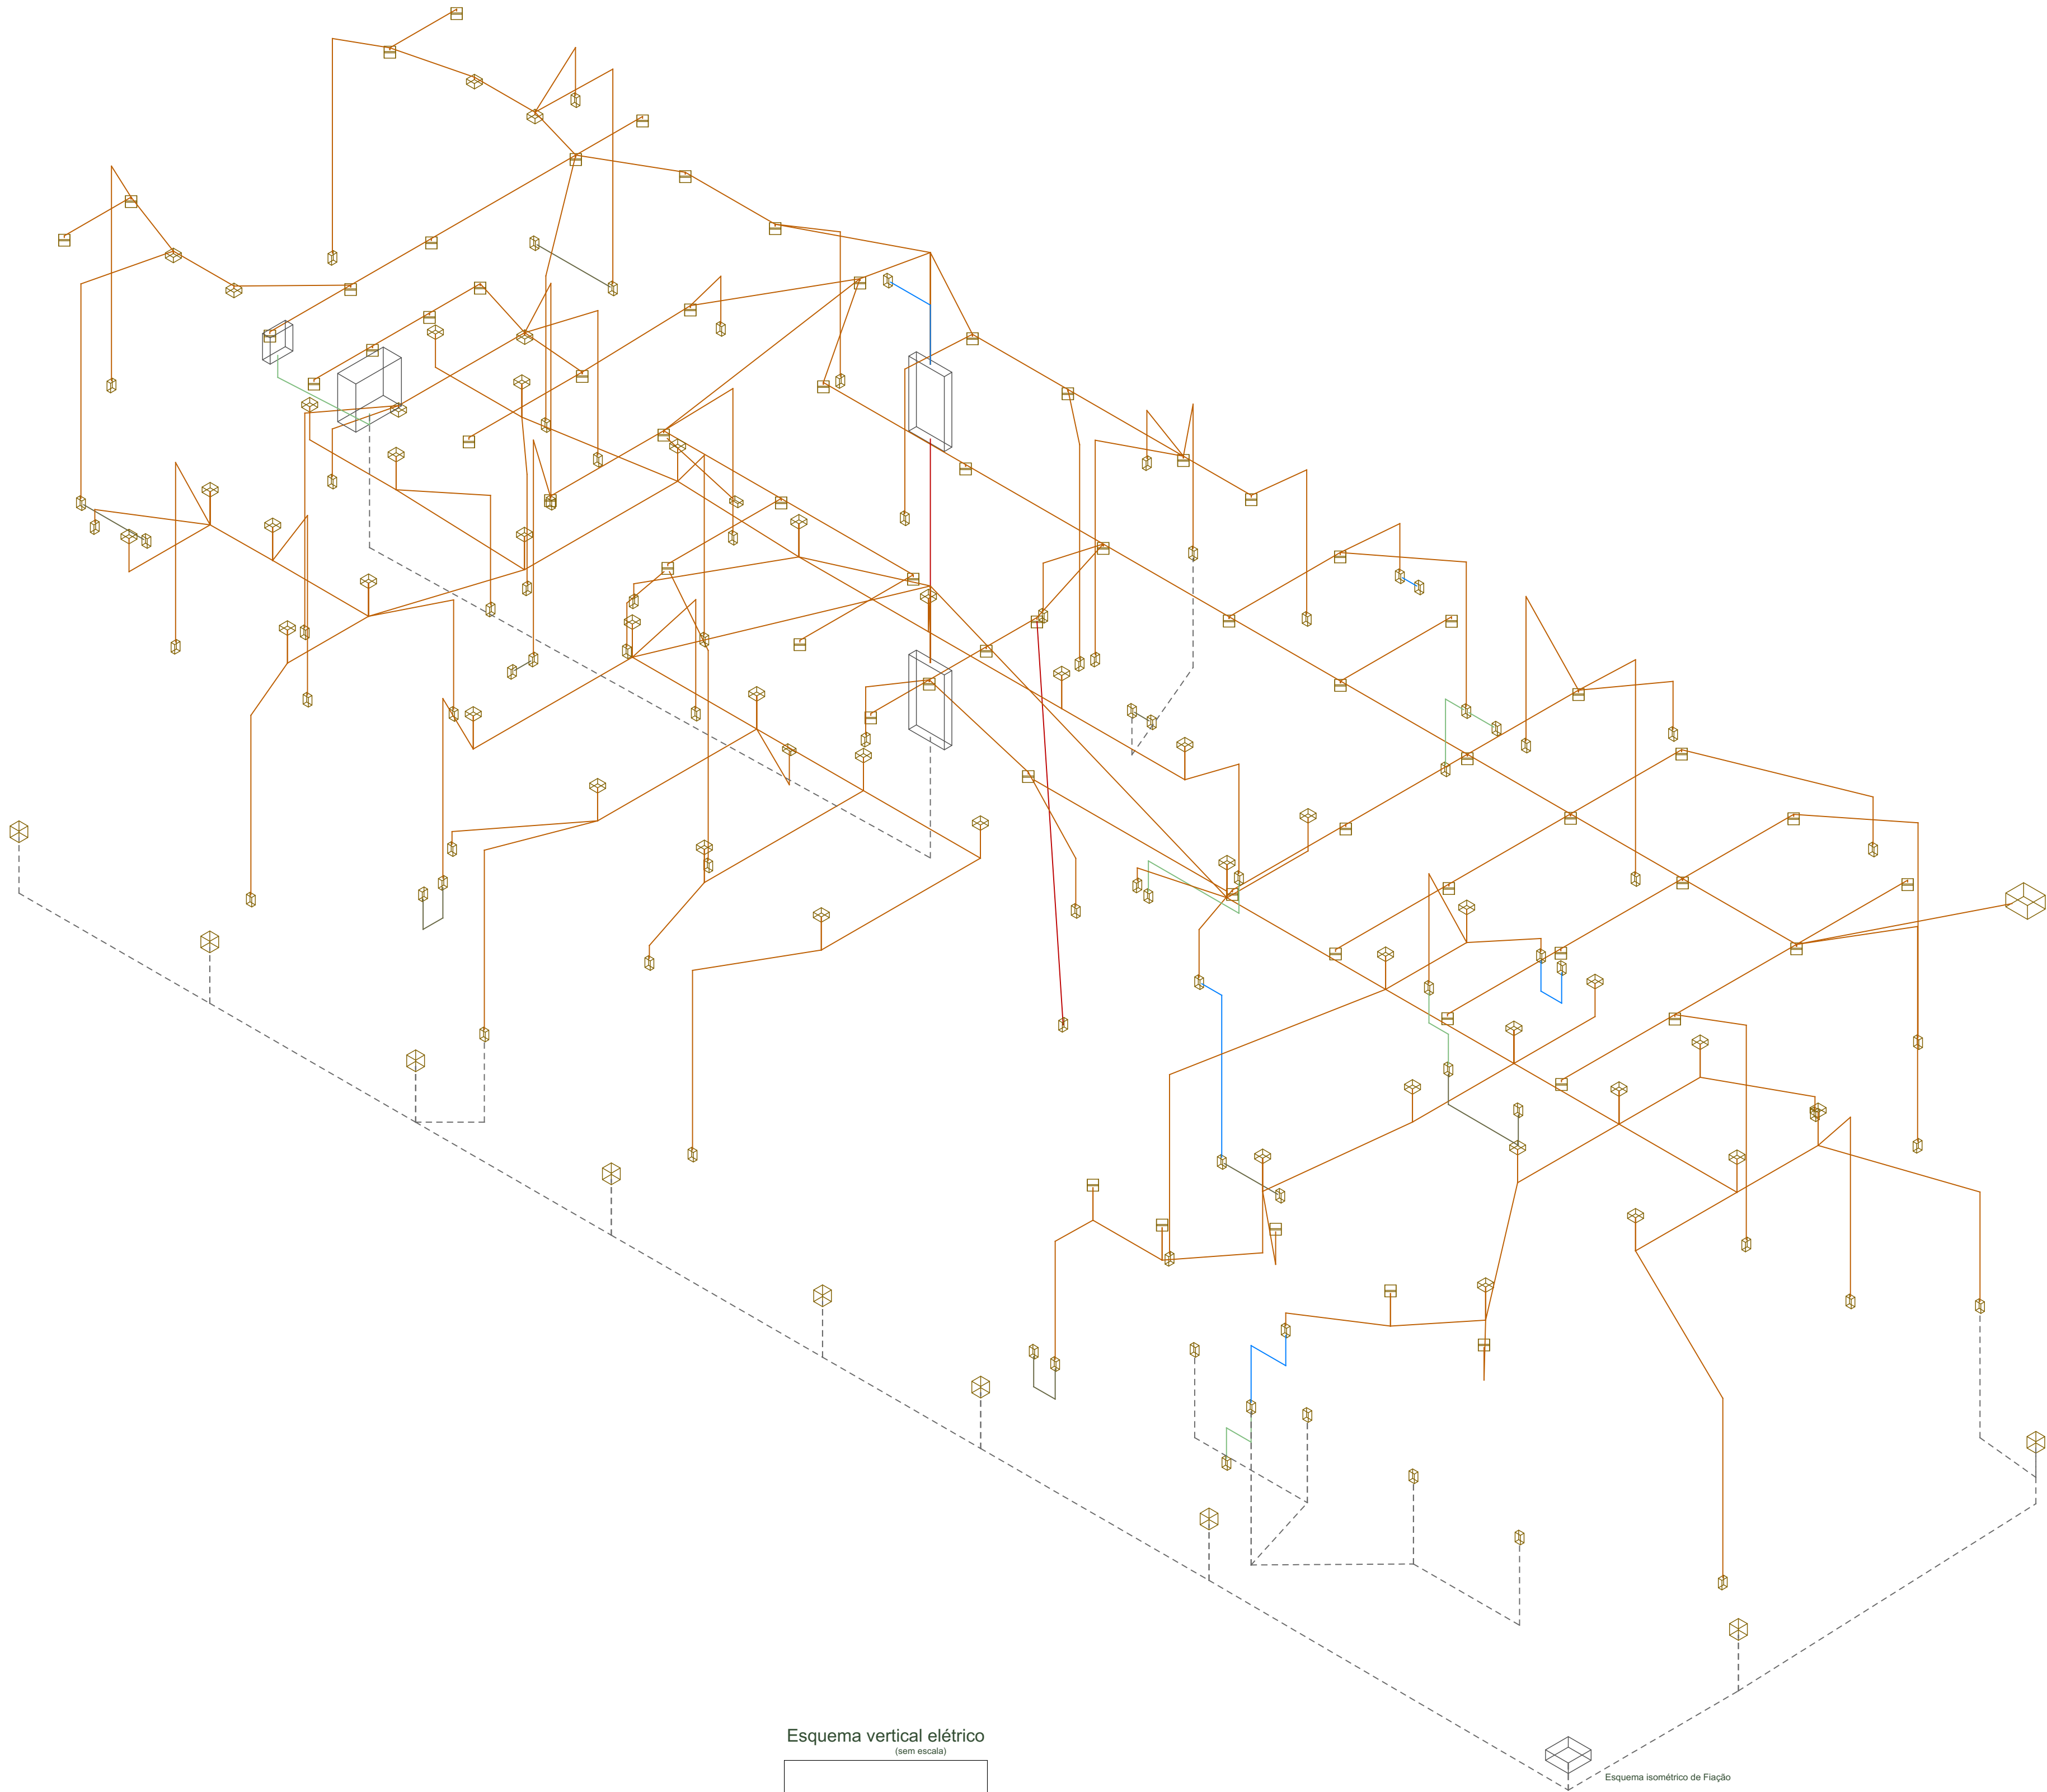 Esquema vertical elétrico
(sem escala)
Esquema isométrico de Fiação